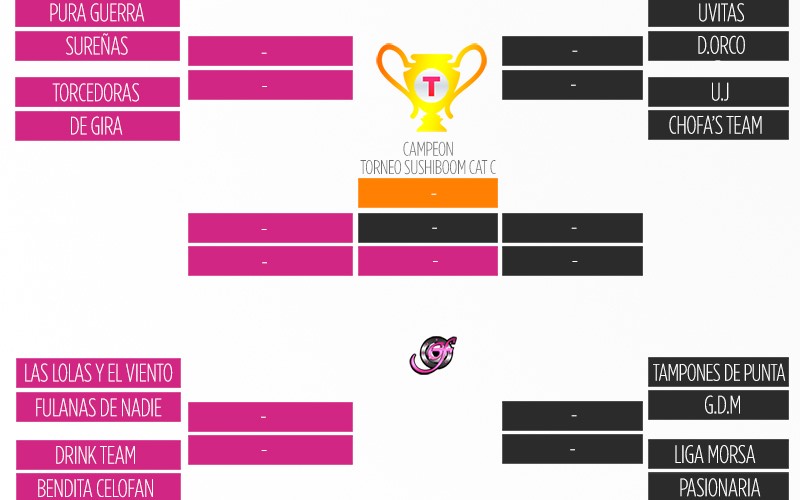 PURA GUERRA
SUREÑAS
TORCEDORAS
DE GIRA
-
-
-
-
LAS LOLAS Y EL VIENTO
FULANAS DE NADIE
DRINK TEAM
BENDITA CELOFAN
-
-
T
CAMPEON
TORNEO SUSHIBOOM CAT C
-
-
-
UVITAS
D.ORCO
U.J
CHOFA'S TEAM
-
-
-
-
TAMPONES DE PUNTA
G.D.M
LIGA MORSA
PASIONARIA
-
-